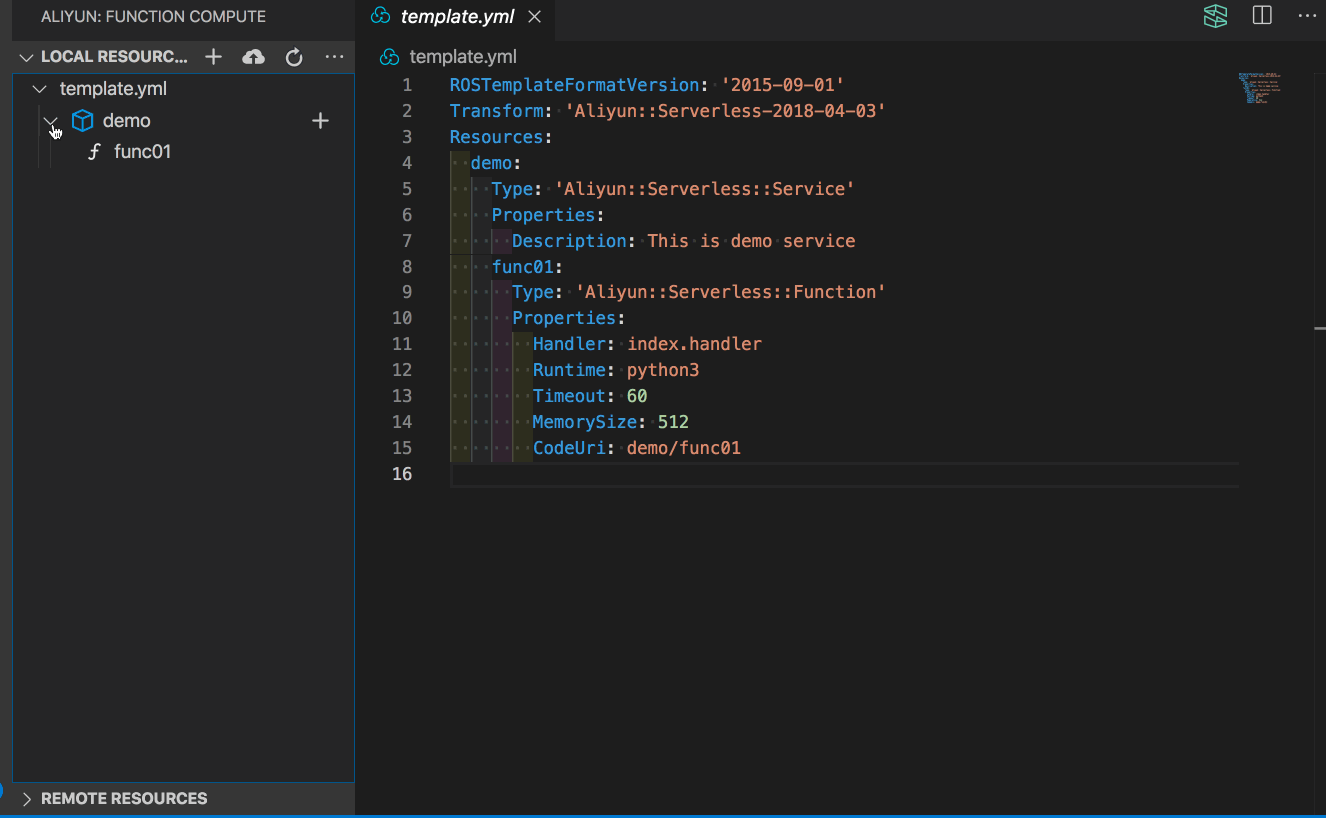 ALIYUN: FUNCTION COMPUTE
LOCAL RESOURC...
template.yml
demo
func01
REMOTE RESOURCES
template.yml
template.yml
1 ROSTemplateFormatVersion: '2015-09-01'
2 Transform: 'Aliyun::Serverless-2018-04-03'
3 Resources:
4   demo:
5     Type: 'Aliyun::Serverless::Service'
6     Properties:
7       Description: This is demo service
8     func01:
9       Type: 'Aliyun::Serverless::Function'
10       Properties:
11         Handler: index.handler
12         Runtime: python3
13         Timeout: 60
14         MemorySize: 512
15         CodeUri: demo/func01
16